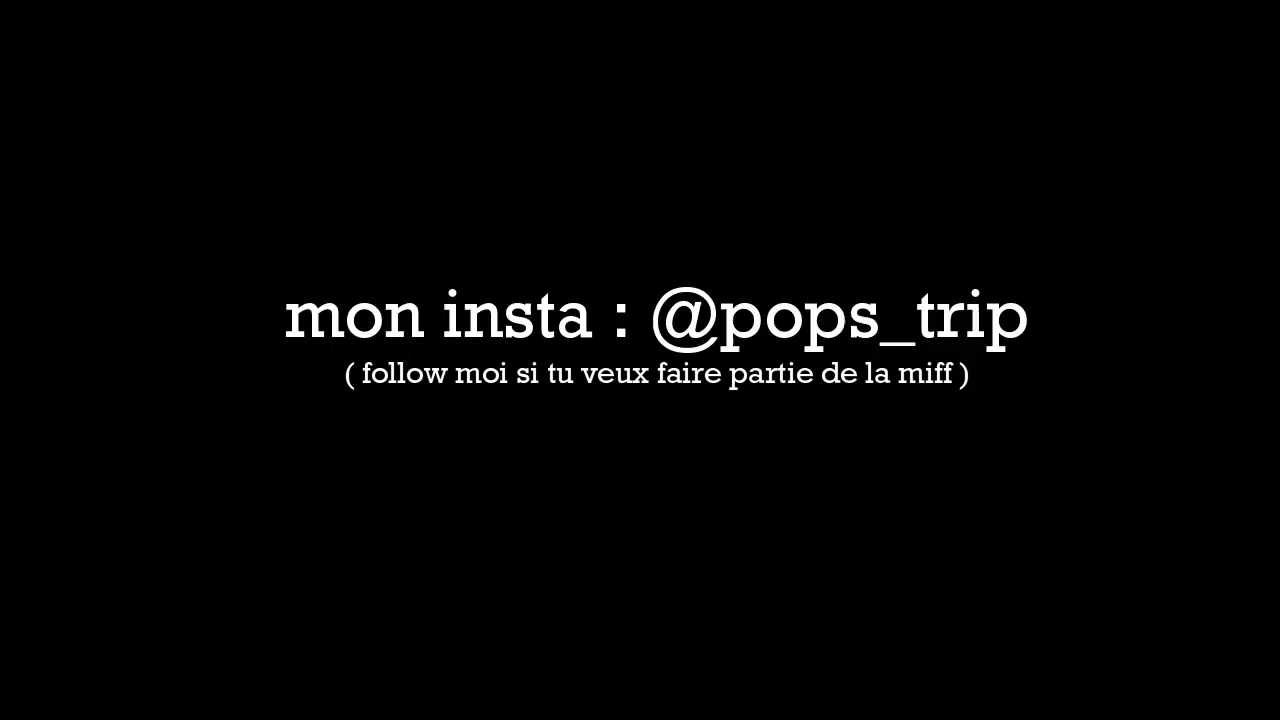 mon insta : @pops_trip
( follow moi si tu veux faire partie de la miff )